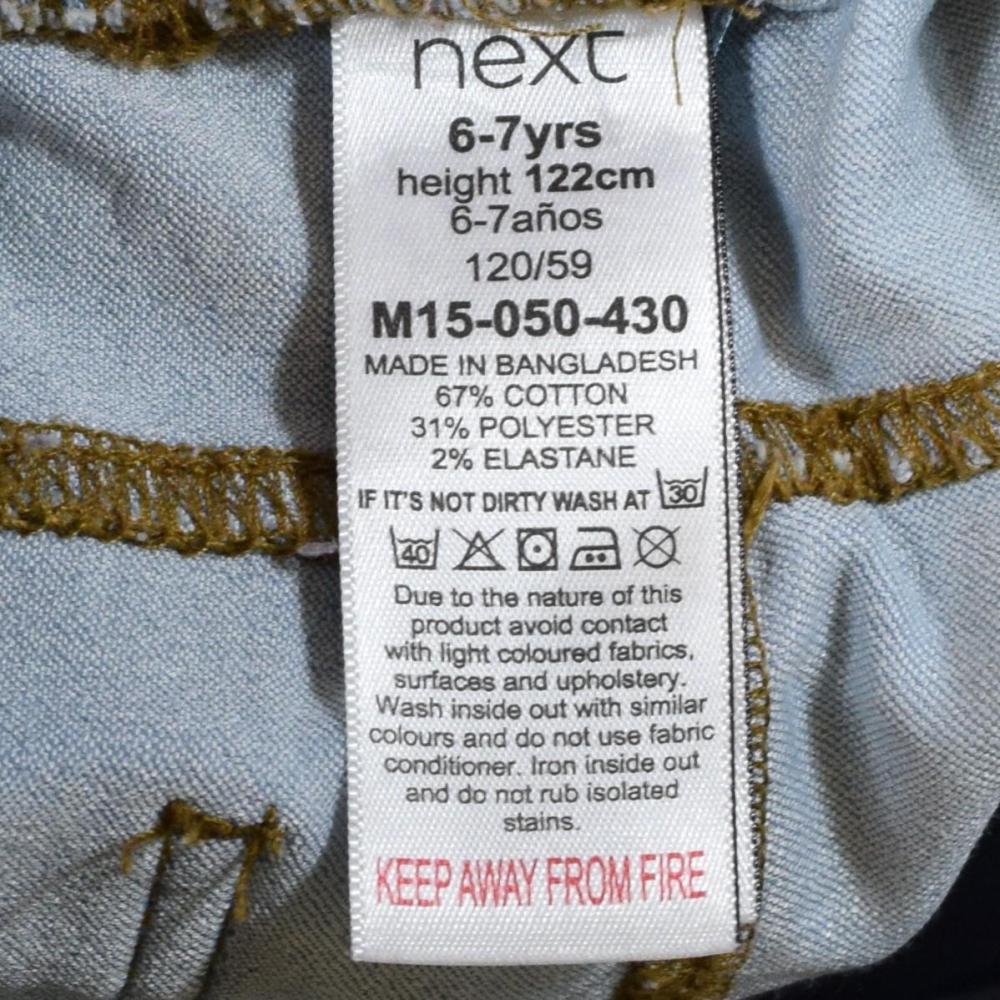 next
6-7yrs
height 122cm
6-7años
120/59
M15-050-430
MADE IN BANGLADESH
67% COTTON
31% POLYESTER
2% ELASTANE
IF IT'S NOT DIRTY WASH AT 30
40
Due to the nature of this
product avoid contact
with light coloured fabrics,
surfaces and upholstery.
Wash inside out with similar
colours and do not use fabric
conditioner. Iron inside out
and do not rub isolated
stains.
KEEP AWAY FROM FIRE